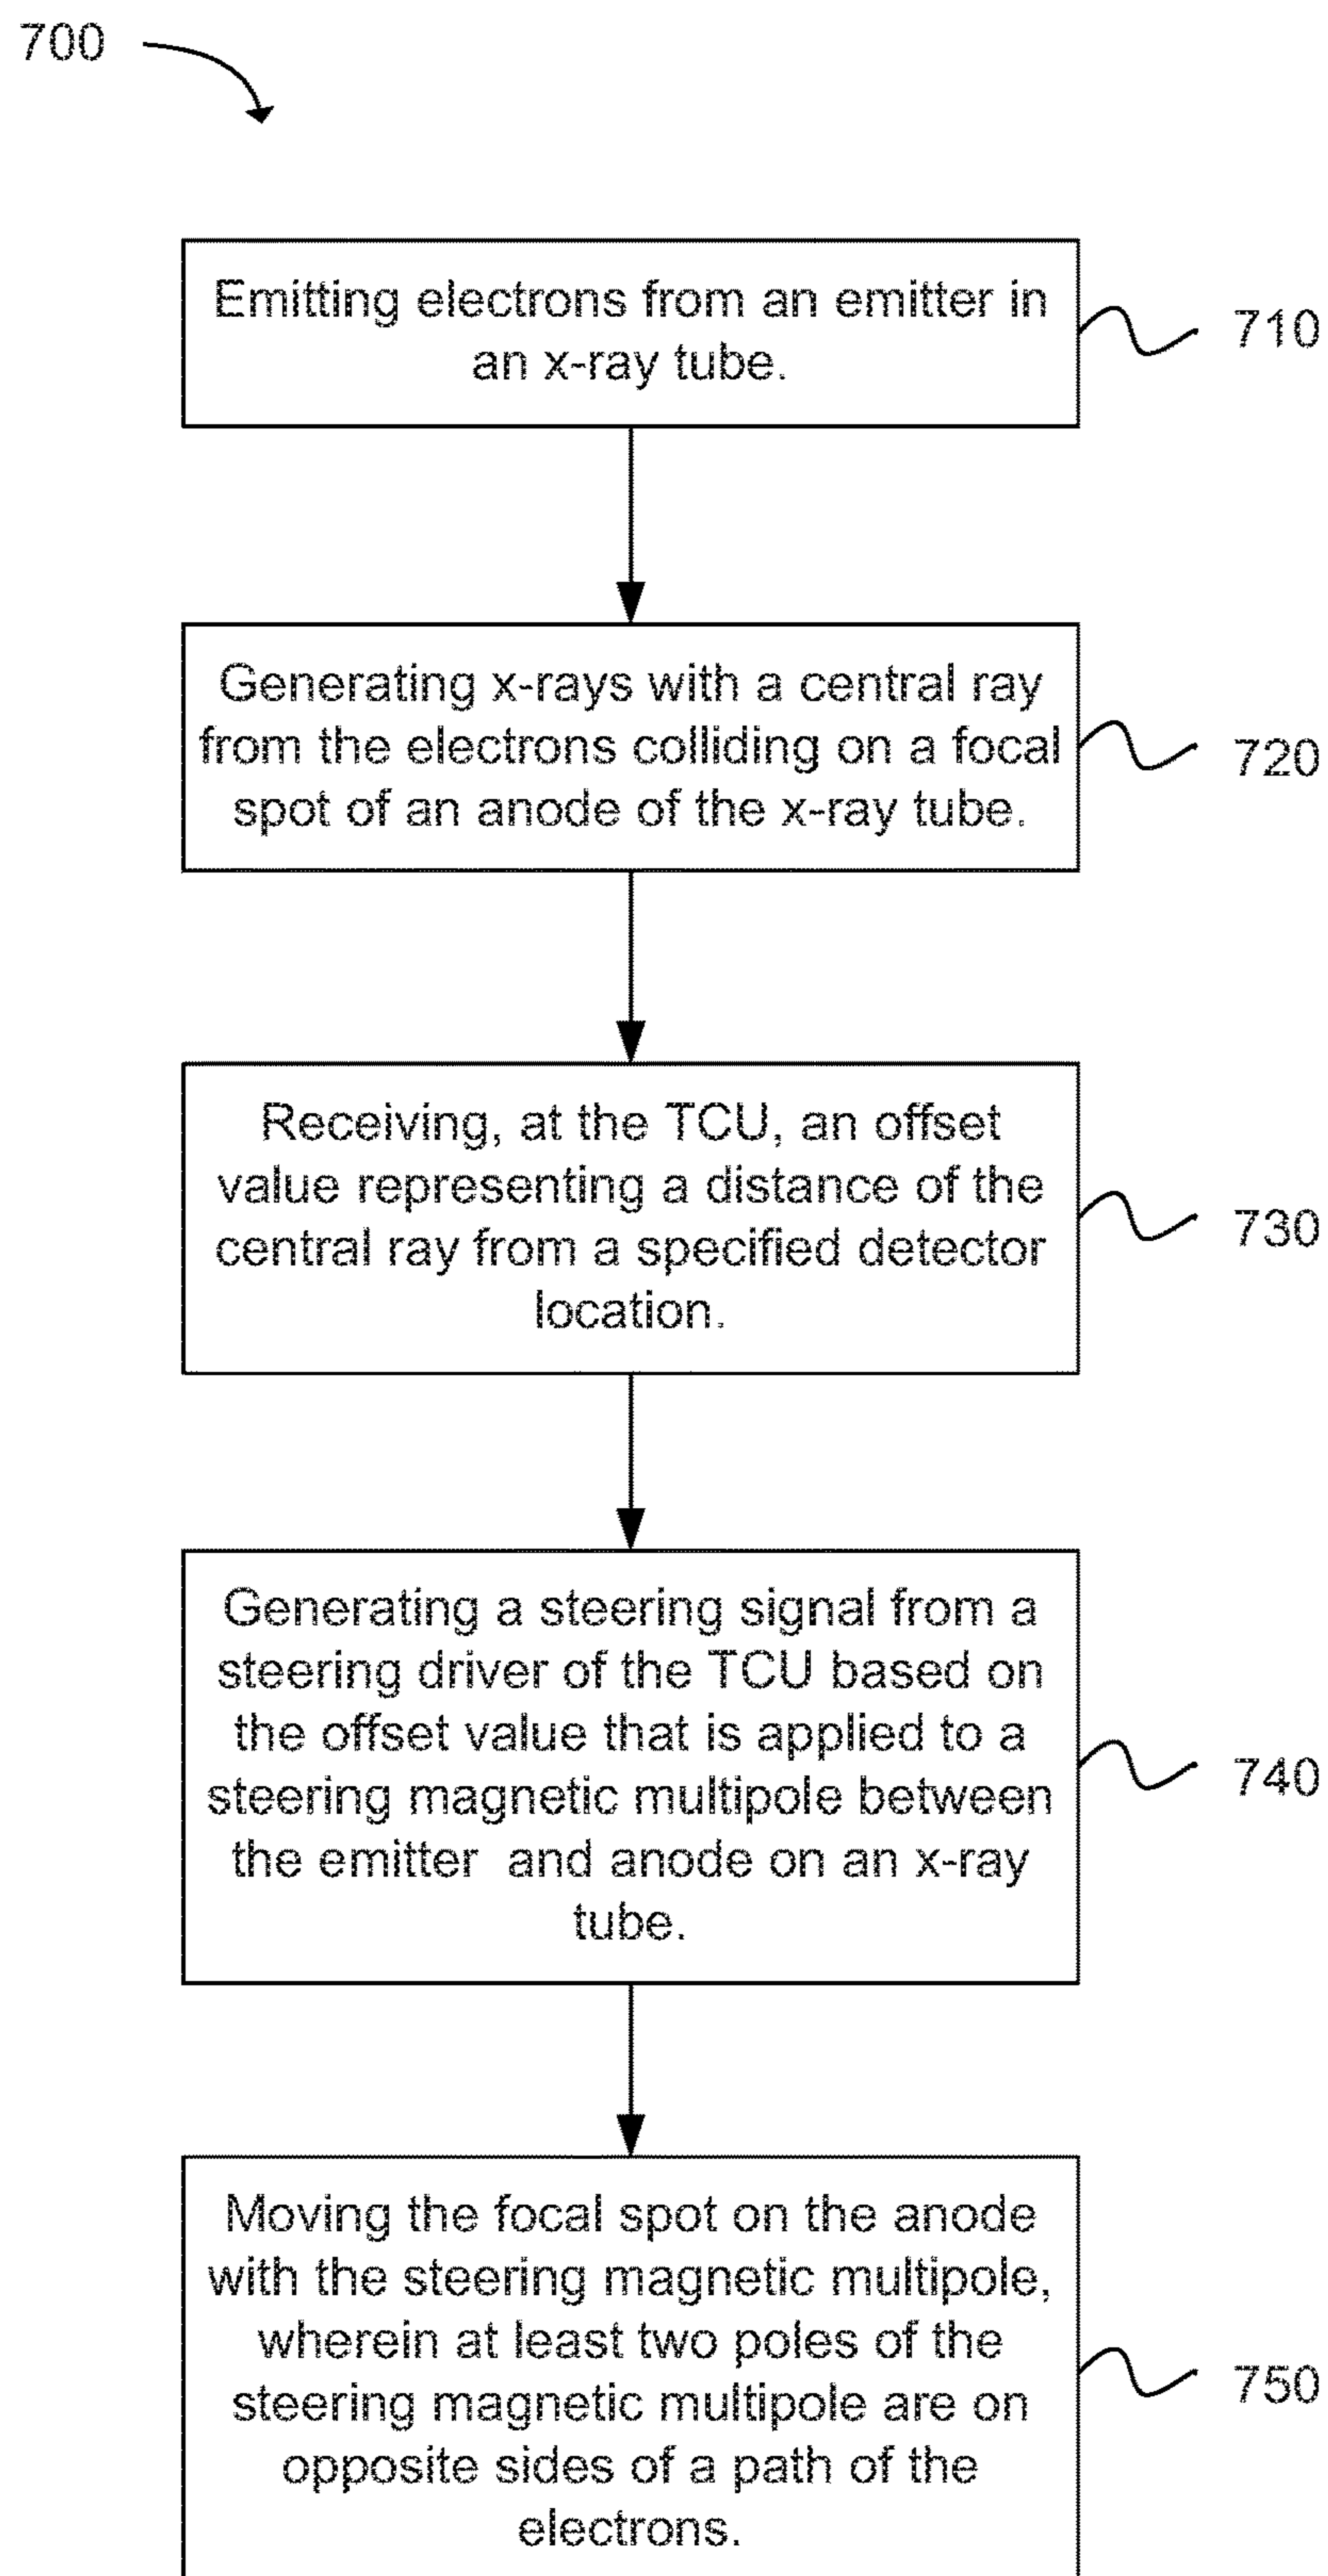 700
Emitting electrons from an emitter in
an x-ray tube.
710
Generating x-rays with a central ray
from the electrons colliding on a focal
spot of an anode of the x-ray tube.
720
Receiving, at the TCU, an offset
value representing a distance of the
central ray from a specified detector
location.
730
Generating a steering signal from a
steering driver of the TCU based on
the offset value that is applied to a
steering magnetic multipole between
the emitter and anode on an x-ray
tube.
740
Moving the focal spot on the anode
with the steering magnetic multipole,
wherein at least two poles of the
steering magnetic multipole are on
opposite sides of a path of the
electrons.
750